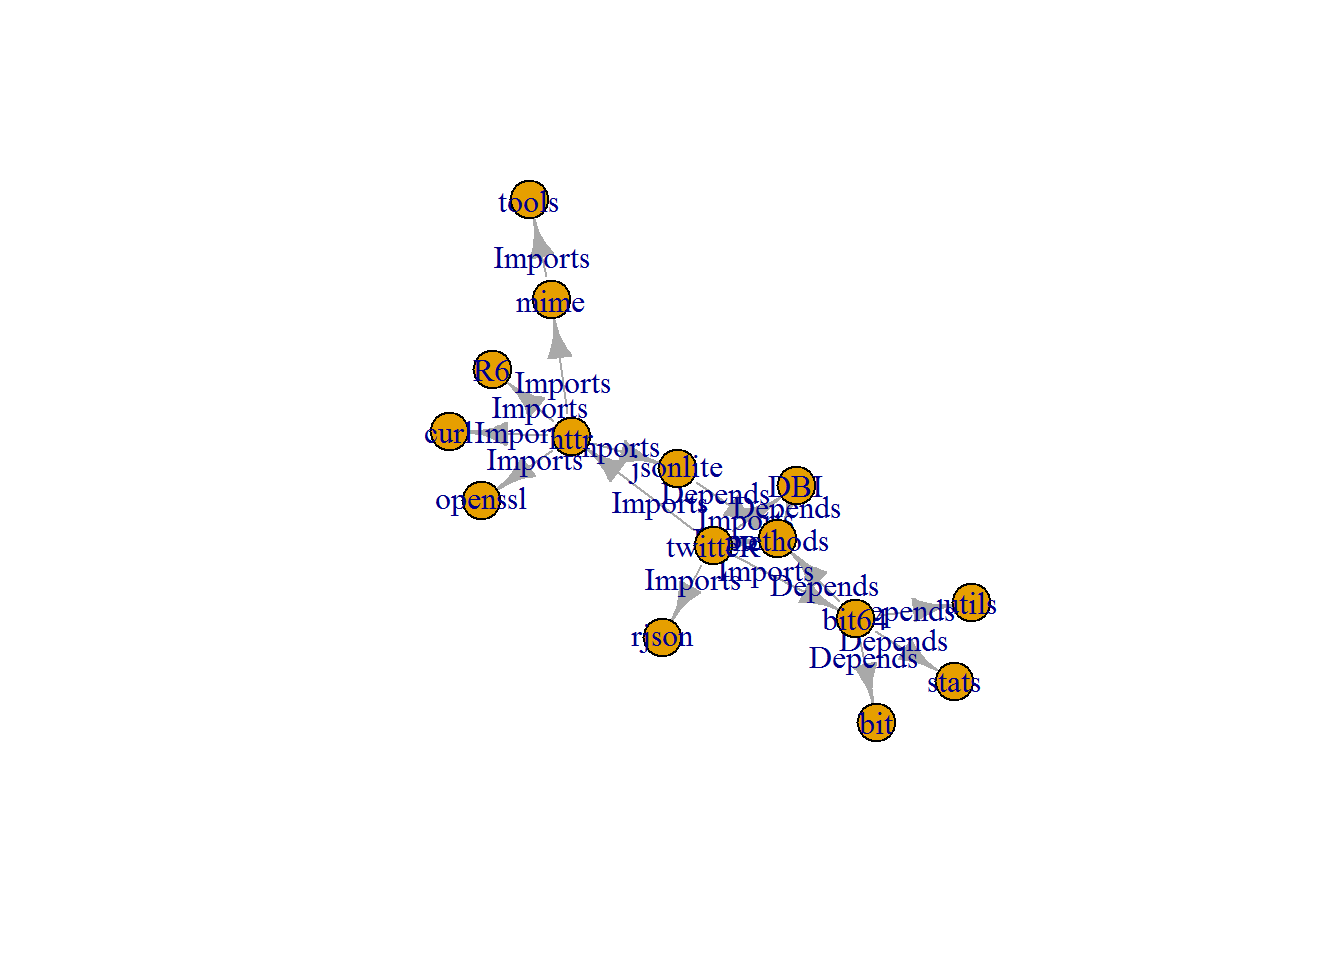 tools
Imports
mime
R6
Imports
Imports
curl
Imports
httr
Imports
Imports
jsonlite
openssl
DBI
Depends
Imports
Depends
Imports
methods
twitteR
Imports
Imports
Depends
utils
Depends
bit64
rjson
Depends
Depends
stats
bit